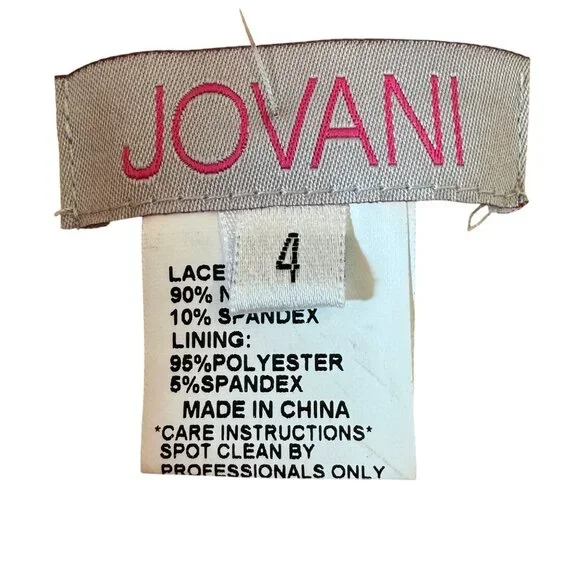 JOVANI
4
LACE
90% N
10% SPANDEX
LINING:
95%POLYESTER
5%SPANDEX
MADE IN CHINA
*CARE INSTRUCTIONS*
SPOT CLEAN BY
PROFESSIONALS ONLY